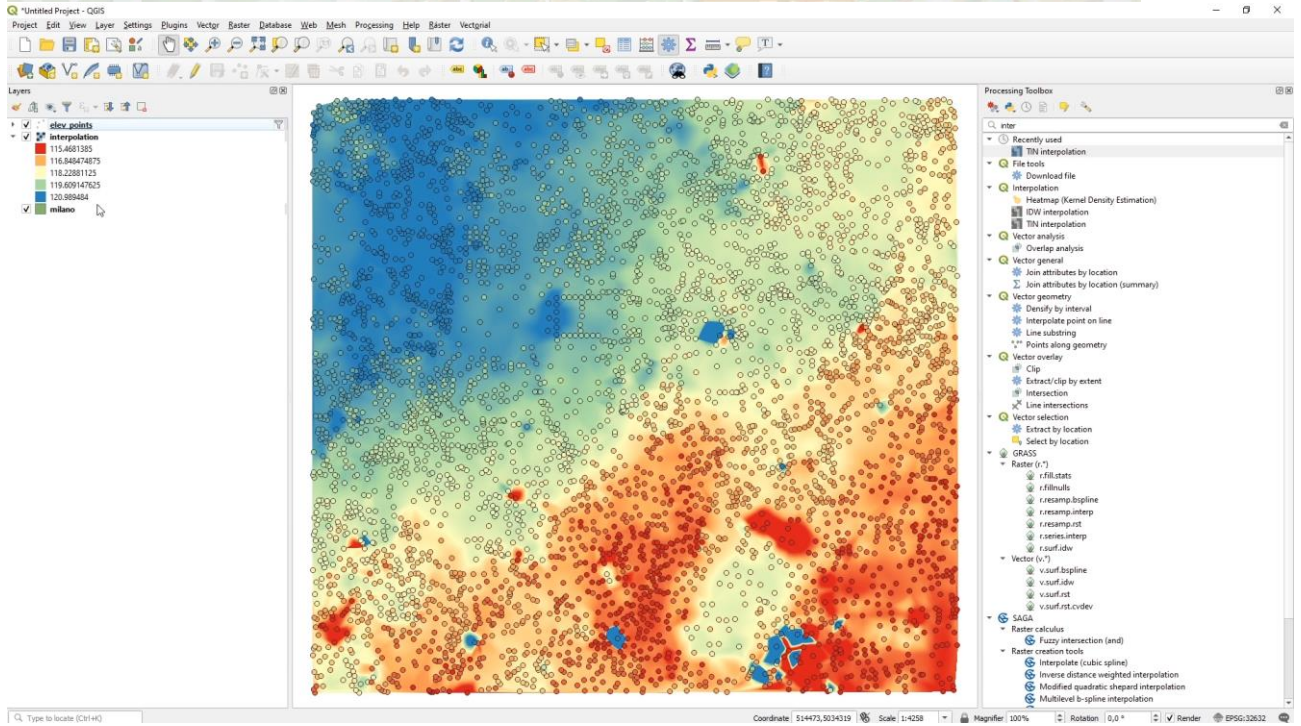 *Untitled Project - QGIS
Project Edit View Layer Settings Plugins Vector Raster Database Web Mesh Processing Help Ráster Vectorial
Layers
elev_points
interpolation
115.4681385
116.848474875
118.22881125
119.609147625
120.989484
milano
Processing Toolbox
inter
Recently used
TIN interpolation
File tools
Download file
Interpolation
Heatmap (Kernel Density Estimation)
IDW interpolation
TIN interpolation
Vector analysis
Overlap analysis
Vector general
Join attributes by location
Join attributes by location (summary)
Vector geometry
Densify by interval
Interpolate point on line
Line substring
Points along geometry
Vector overlay
Clip
Extract/clip by extent
Intersection
Line intersections
Vector selection
Extract by location
Select by location
GRASS
Raster (r.*)
r.fill.stats
r.fillnulls
r.resamp.bspline
r.resamp.interp
r.resamp.rst
r.series.interp
r.surf.idw
Vector (v.*)
v.surf.bspline
v.surf.idw
v.surf.rst
v.surf.rst.cvdev
SAGA
Raster calculus
Fuzzy intersection (and)
Raster creation tools
Interpolate (cubic spline)
Inverse distance weighted interpolation
Modified quadratic shepard interpolation
Multilevel b-spline interpolation
Type to locate (Ctrl+K)
Coordinate 514473,5034319 Scale 1:4258 Magnifier 100% Rotation 0,0 ° Render EPSG:32632